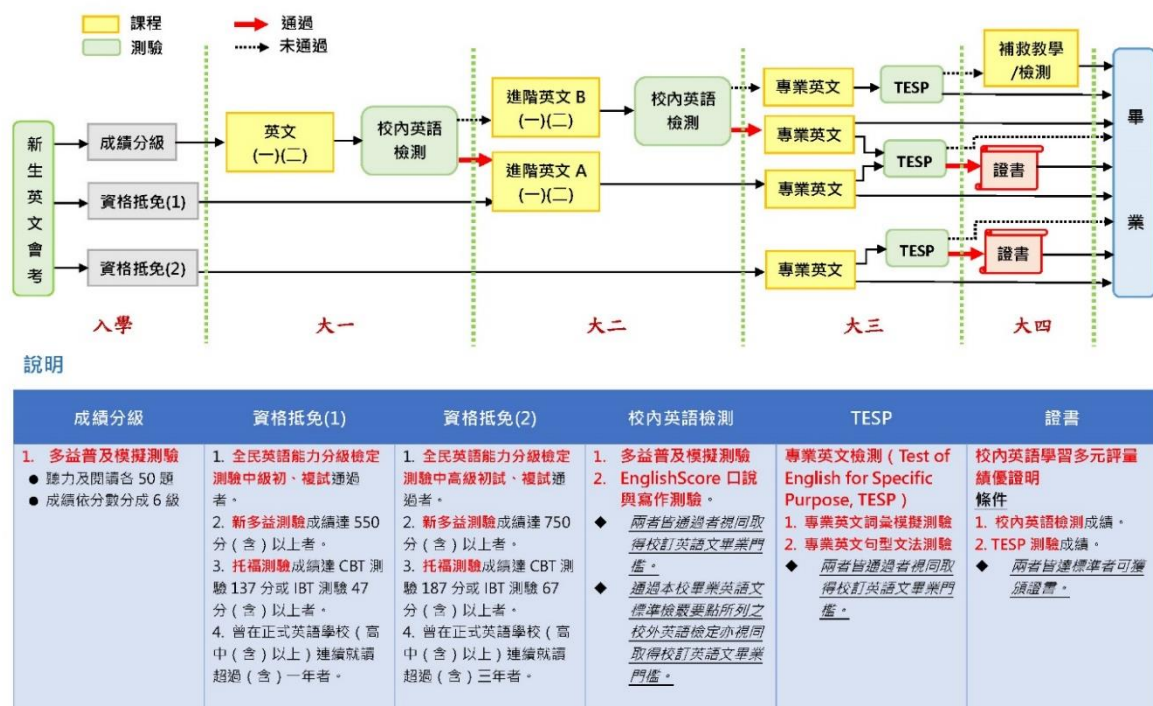 課程
通過
測驗
未通過
補救教學
/檢測
專業英文
TESP
進階英文 B
(一)(二)
校內英語
檢測
成績分級
英文
(一)(二)
校內英語
檢測
專業英文
TESP
證書
進階英文 A
(一)(二)
專業英文
資格抵免(1)
TESP
證書
資格抵免(2)
專業英文
新生英文會考
畢業
入學
大一
大二
大三
大四
說明
成績分級
1. 多益普及模擬測驗
● 聽力及閱讀各 50 題
● 成績依分數分成 6 級
資格抵免(1)
1. 全民英語能力分級檢定
測驗中級初、複試通過
者。
2. 新多益測驗成績達 550
分(含)以上者。
3. 托福測驗成績達 CBT 測
驗 137 分或 IBT 測驗 47
分(含)以上者。
4. 曾在正式英語學校(高
中(含)以上)連續就讀
超過(含)一年者。
資格抵免(2)
1. 全民英語能力分級檢定
測驗中高級初試、複試通
過者。
2. 新多益測驗成績達 750
分(含)以上者。
3. 托福測驗成績達 CBT 測
驗 187 分或 IBT 測驗 67
分(含)以上者。
4. 曾在正式英語學校(高
中(含)以上)連續就讀
超過(含)三年者。
校內英語檢測
1. 多益普及模擬測驗
2. EnglishScore 口說
與寫作測驗。
◆ 兩者皆通過者視同取
得校訂英語文畢業門
檻。
◆ 通過本校畢業英語文
標準檢覈要點所列之
校外英語檢定亦視同
取得校訂英語文畢業
門檻。
TESP
專業英文檢測(Test of
English for Specific
Purpose, TESP)
1. 專業英文詞彙模擬測驗
2. 專業英文句型文法測驗
◆ 兩者皆通過者視同取
得校訂英語文畢業門
檻。
證書
校內英語學習多元評量
績優證明
條件
1. 校內英語檢測成績。
2. TESP 測驗成績。
◆ 兩者皆達標準者可獲
頒證書。